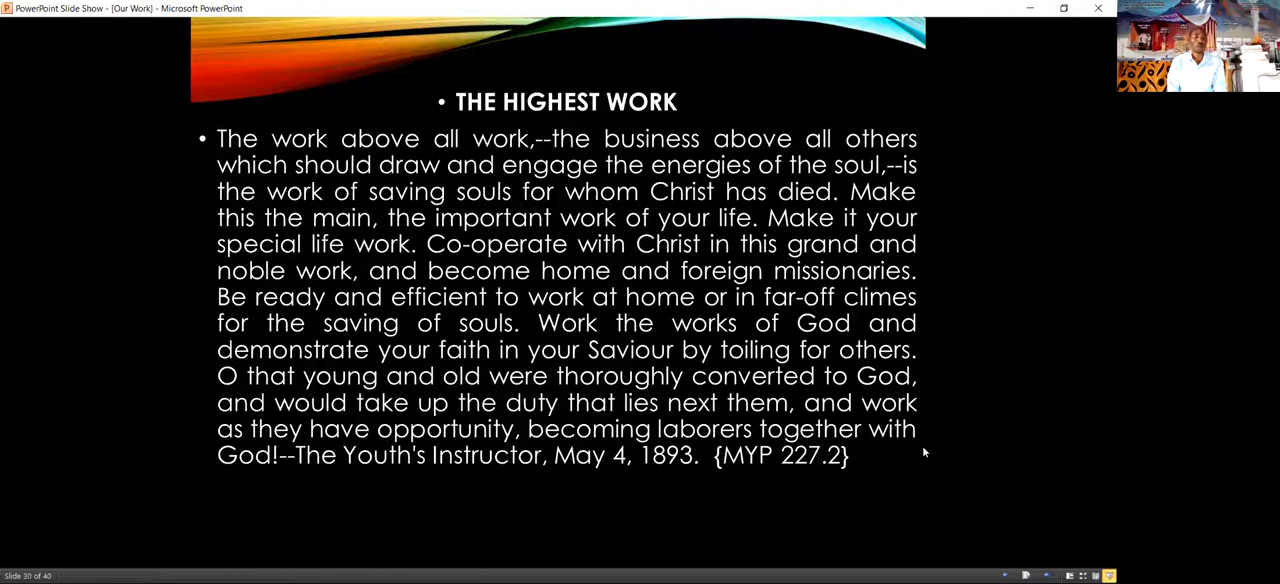 PowerPoint Slide Show - [Our Work] - Microsoft PowerPoint
• THE HIGHEST WORK
• The work above all work,--the business above all others
which should draw and engage the energies of the soul,--is
the work of saving souls for whom Christ has died. Make
this the main, the important work of your life. Make it your
special life work. Co-operate with Christ in this grand and
noble work, and become home and foreign missionaries.
Be ready and efficient to work at home or in far-off climes
for the saving of souls. Work the works of God and
demonstrate your faith in your Saviour by toiling for others.
O that young and old were thoroughly converted to God,
and would take up the duty that lies next them, and work
as they have opportunity, becoming laborers together with
God!--The Youth's Instructor, May 4, 1893. {MYP 227.2}
Slide 30 of 40